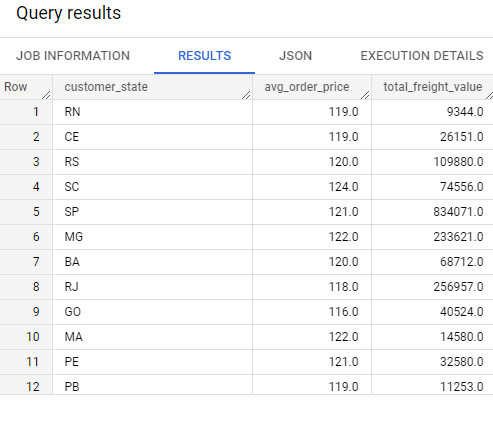 Query results
JOB INFORMATION RESULTS JSON EXECUTION DETAILS
Row customer_state avg_order_price total_freight_value
1 RN 119.0 9344.0
2 CE 119.0 26151.0
3 RS 120.0 109880.0
4 SC 124.0 74556.0
5 SP 121.0 834071.0
6 MG 122.0 233621.0
7 BA 120.0 68712.0
8 RJ 118.0 256957.0
9 GO 116.0 40524.0
10 MA 122.0 14580.0
11 PE 121.0 32580.0
12 PB 119.0 11253.0